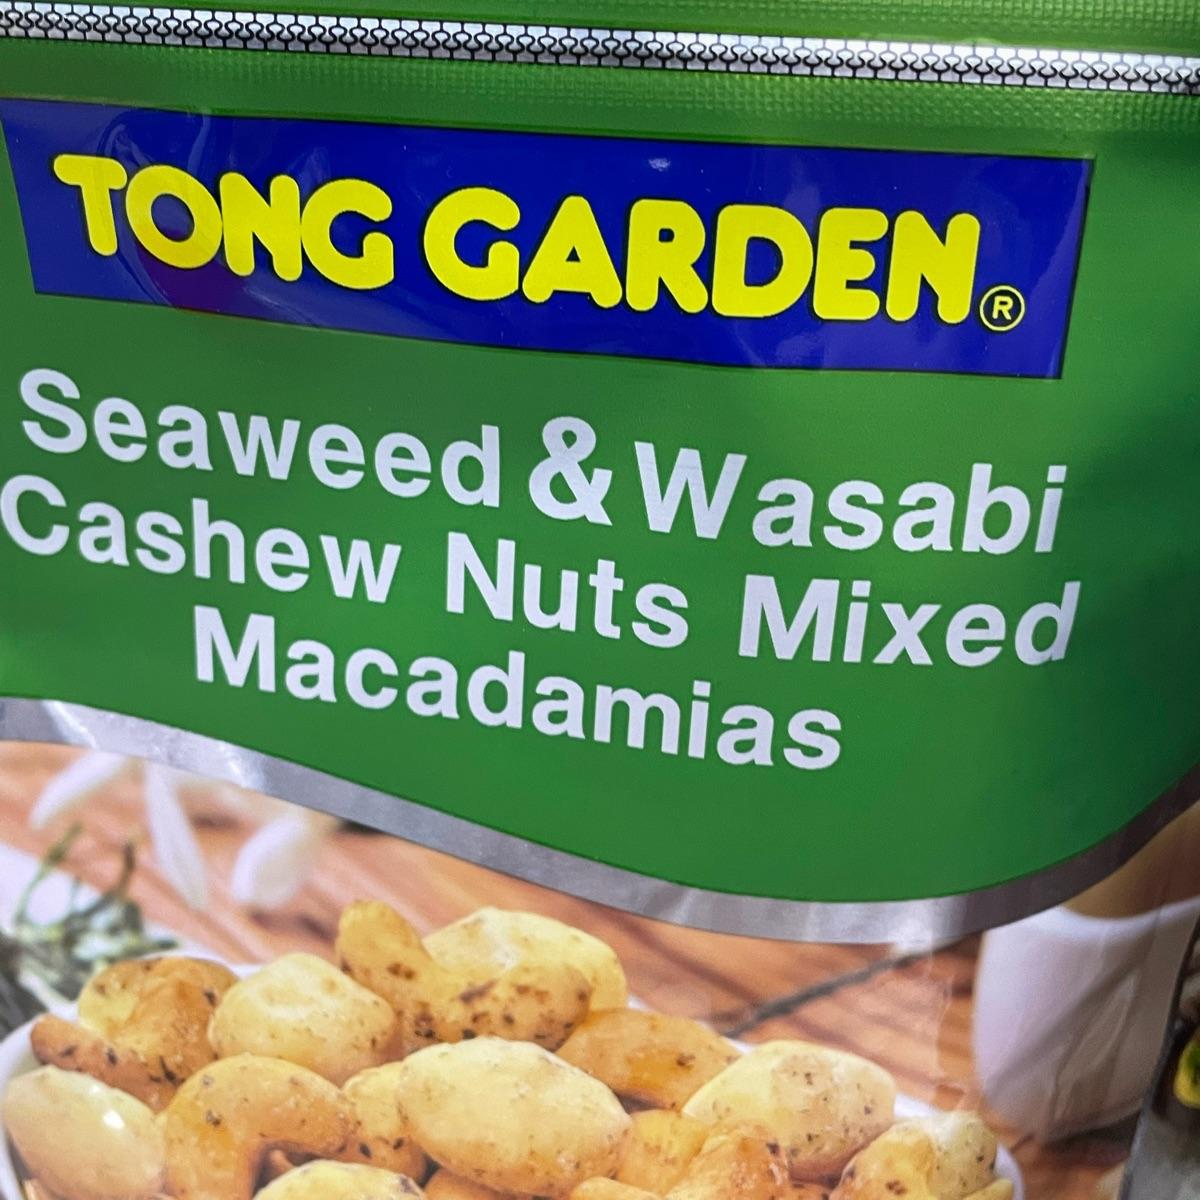 TONG GARDEN®
Seaweed & Wasabi
Cashew Nuts Mixed
Macadamias